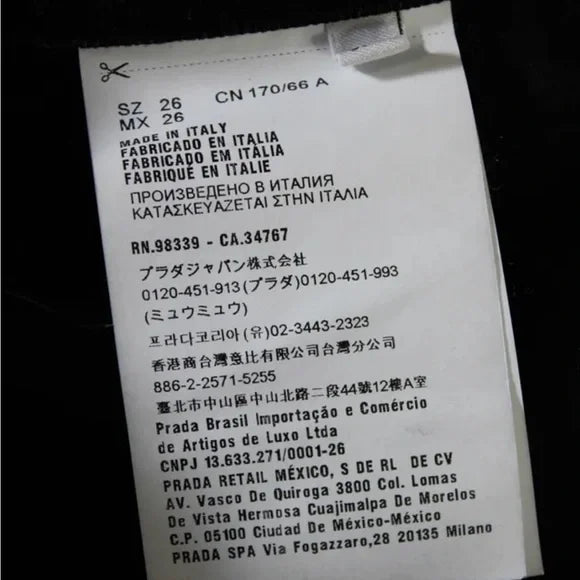 SZ 26 CN 170/66 A
MX 26
MADE IN ITALY
FABRICADO EN ITALIA
FABRICADO EM ITÁLIA
FABRIQUÉ EN ITALIE
ПРОИЗВЕДЕНО В ИТАЛИЯ
ΚΑΤΑΣΚΕΥΑΖΕΤΑΙ ΣΤΗΝ ΙΤΑΛΙΑ
RN.98339 - CA.34767
プラダジャパン株式会社
0120-451-913(プラダ)0120-451-993
(ミュウミュウ)
프라다코리아(유)02-3443-2323
香港商台灣意比有限公司台灣分公司
886-2-2571-5255
臺北市中山區中山北路二段44號12樓A室
Prada Brasil Importação e Comércio
de Artigos de Luxo Ltda
CNPJ 13.633.271/0001-26
PRADA RETAIL MÉXICO, S DE RL DE CV
AV. Vasco De Quiroga 3800 Col. Lomas
De Vista Hermosa Cuajimalpa De Morelos
C.P. 05100 Ciudad De México-México
PRADA SPA Via Fogazzaro,28 20135 Milano